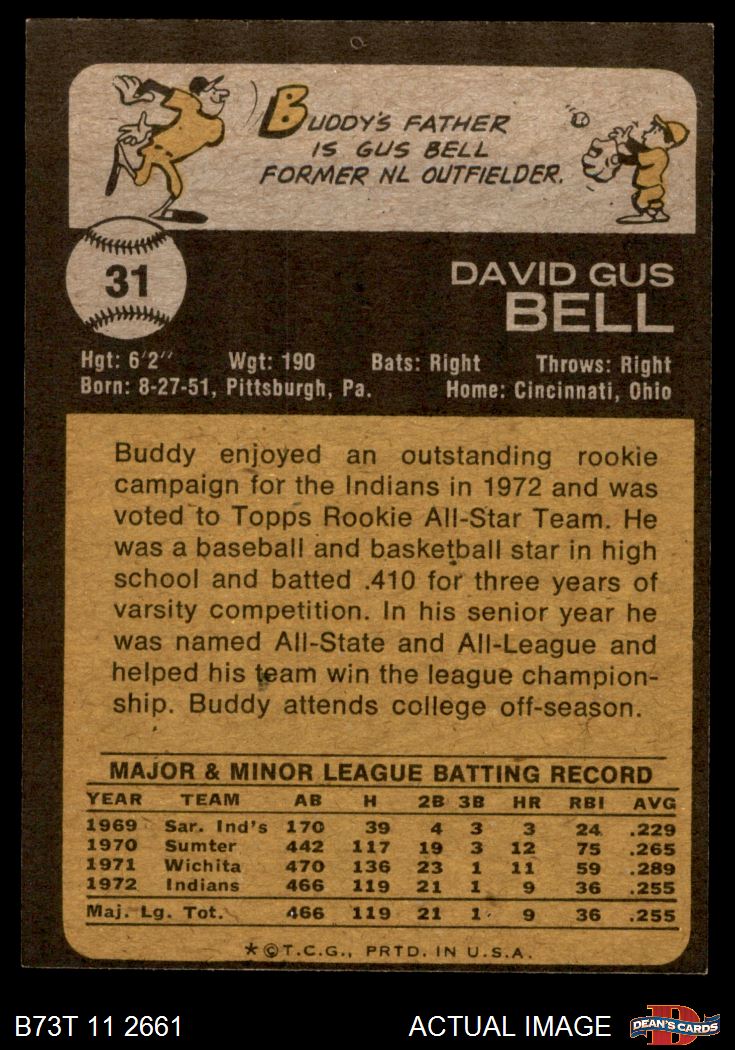 BUDDY'S FATHER
IS GUS BELL
FORMER NL OUTFIELDER.
31
DAVID GUS
BELL
Hgt: 6'2" Wgt: 190 Bats: Right Throws: Right
Born: 8-27-51, Pittsburgh, Pa. Home: Cincinnati, Ohio
Buddy enjoyed an outstanding rookie
campaign for the Indians in 1972 and was
voted to Topps Rookie All-Star Team. He
was a baseball and basketball star in high
school and batted .410 for three years of
varsity competition. In his senior year he
was named All-State and All-League and
helped his team win the league champion-
ship. Buddy attends college off-season.
MAJOR & MINOR LEAGUE BATTING RECORD
YEAR TEAM AB H 2B 3B HR RBI AVG
1969 Sar. Ind's 170 39 4 3 3 24 .229
1970 Sumter 442 117 19 3 12 75 .265
1971 Wichita 470 136 23 1 11 59 .289
1972 Indians 466 119 21 1 9 36 .255
Maj. Lg. Tot. 466 119 21 1 9 36 .255
*©T.C.G., PRTD. IN U.S.A.
B73T 11 2661 ACTUAL IMAGE D DEAN'S CARDS